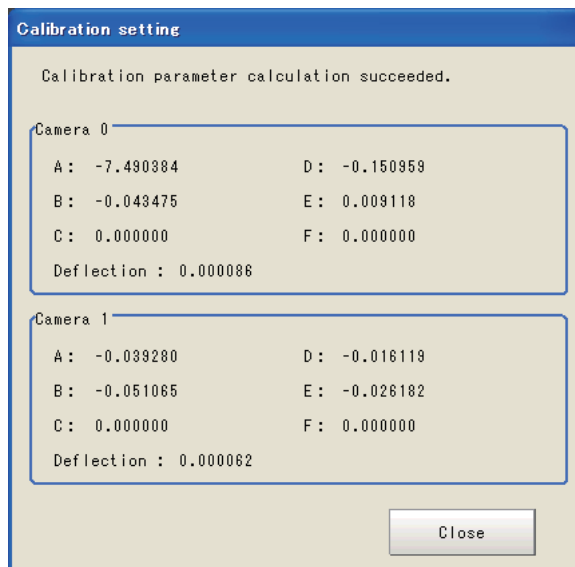 Calibration setting
Calibration parameter calculation succeeded.
Camera 0
A: -7.490384 D: -0.150959
B: -0.043475 E: 0.009118
C: 0.000000 F: 0.000000
Deflection : 0.000086
Camera 1
A: -0.039280 D: -0.016119
B: -0.051065 E: -0.026182
C: 0.000000 F: 0.000000
Deflection : 0.000062
Close